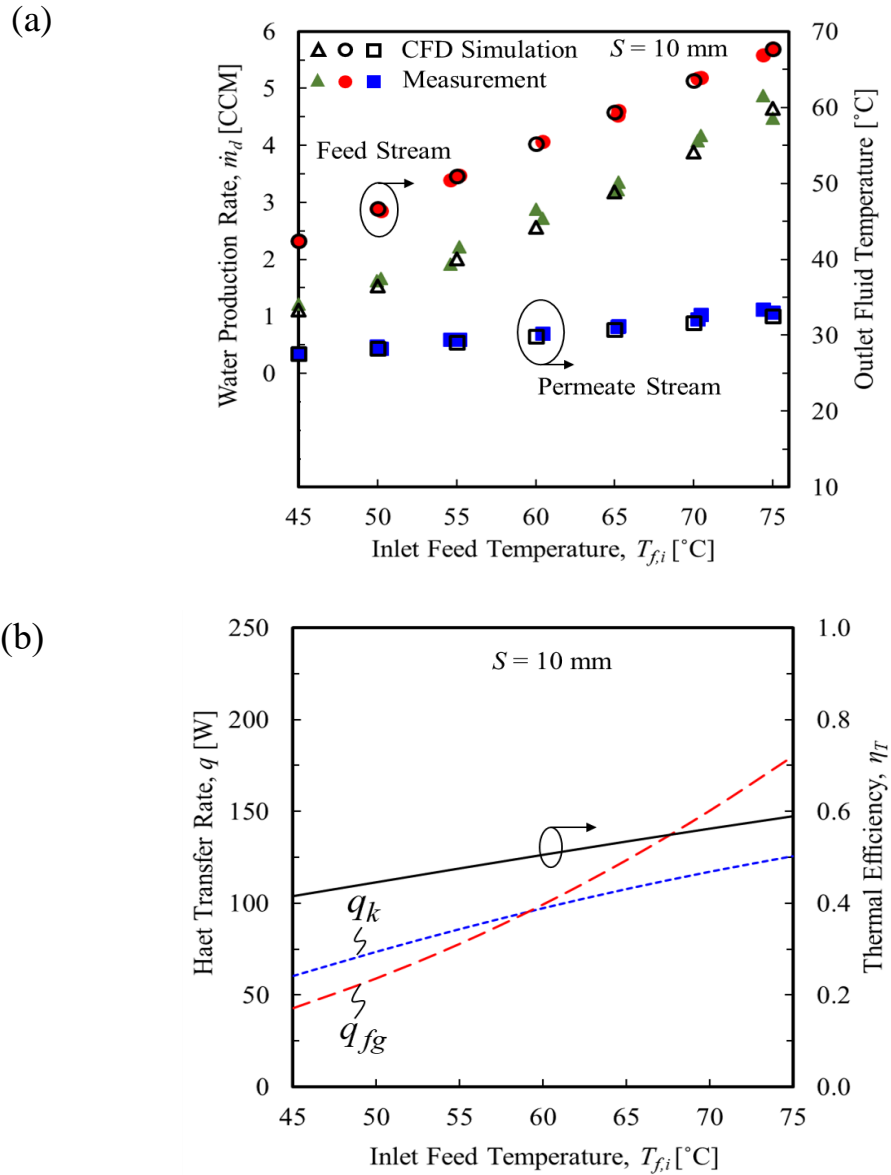 (a)
Water Production Rate, ṁd [CCM]
6
5
4
3
2
1
0
CFD Simulation
Measurement
S = 10 mm
Feed Stream
Permeate Stream
70
60
50
40
30
20
10
Outlet Fluid Temperature [˚C]
45 50 55 60 65 70 75
Inlet Feed Temperature, Tf,i [˚C]
(b)
Haet Transfer Rate, q [W]
250
200
150
100
50
0
S = 10 mm
qk
qfg
1.0
0.8
0.6
0.4
0.2
0.0
Thermal Efficiency, ηT
45 50 55 60 65 70 75
Inlet Feed Temperature, Tf,i [˚C]